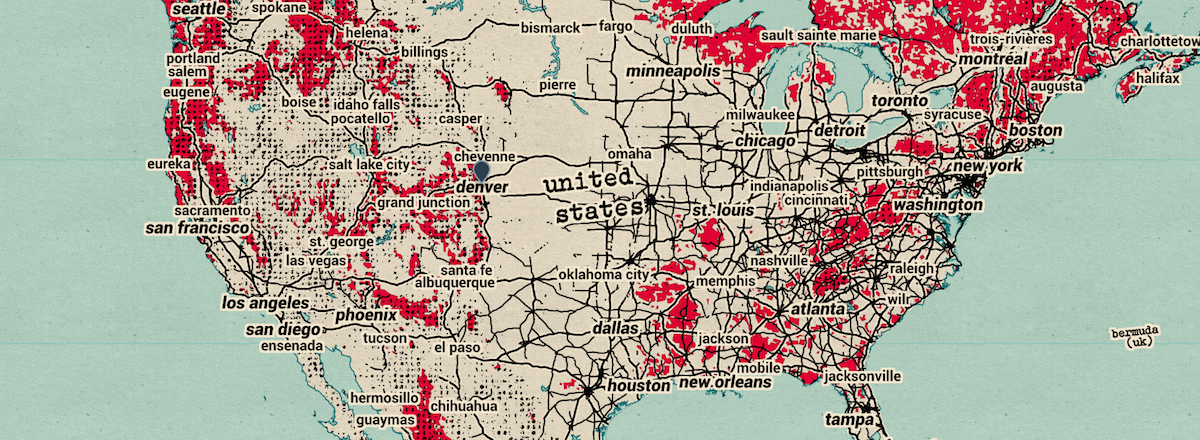 seattle
spokane
helena
bismarck
fargo
duluth
sault sainte marie
trois-rivières
charlottetow
portland
salem
billings
minneapolis
montréal
halifax
eugene
boise
idaho falls
pocatello
casper
pierre
milwaukee
toronto
syracuse
augusta
detroit
boston
chicago
eureka
salt lake city
cheyenne
omaha
new york
pittsburgh
denver
united
states
indianapolis
cincinnati
washington
grand junction
sacramento
san francisco
st. louis
st. george
las vegas
santa fe
albuquerque
oklahoma city
nashville
memphis
raleigh
los angeles
phoenix
wilr
atlanta
san diego
ensenada
tucson
el paso
dallas
jackson
bermuda
(uk)
mobile
jacksonville
houston
new orleans
hermosillo
chihuahua
guaymas
tampa